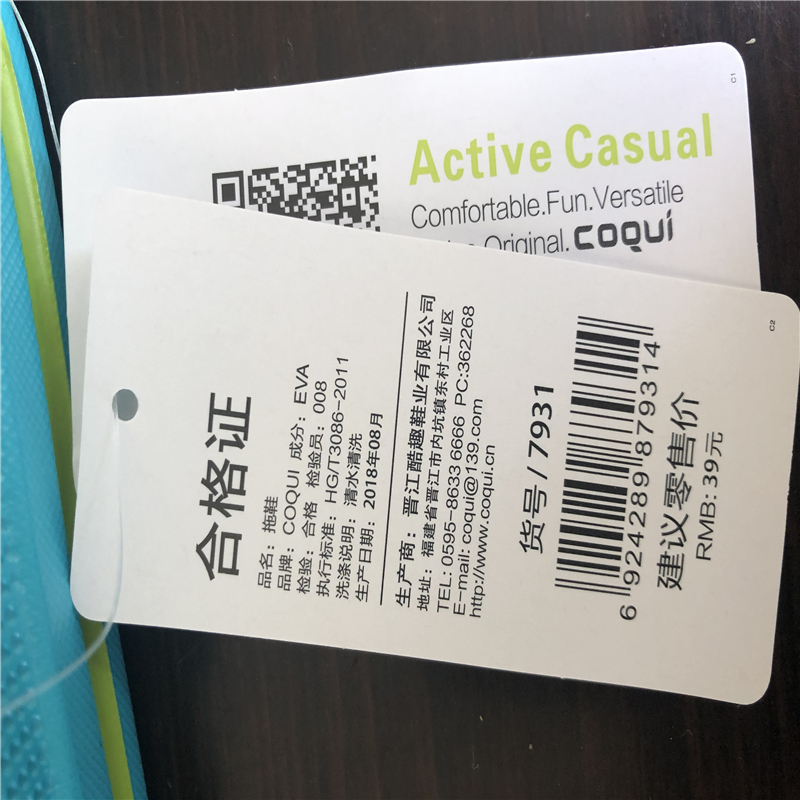 C1
Active Casual
Comfortable.Fun.Versatile
Original. COQUI
C2
合格证
品名：拖鞋
品牌：COQUI 成分：EVA
检验：合格 检验员：008
执行标准：HG/T3086-2011
洗涤说明：清水清洗
生产日期：2018年08月
生产商：晋江酷趣鞋业有限公司
地址：福建省晋江市内坑镇东村工业区
TEL: 0595-8633 6666 PC:362268
E-mail: coqui@139.com
http://www.coqui.cn
货号/7931
6 924289 879314
建议零售价
RMB: 39元